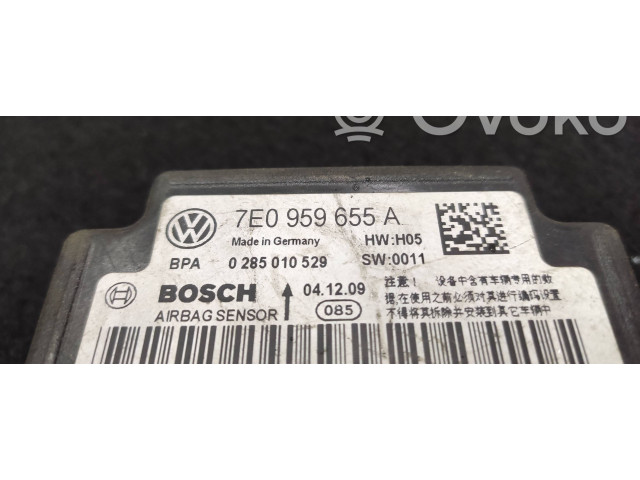 Ovoko
7E0 959 655 A
Made in Germany HW:H05
BPA 0 285 010 529 SW:0011
BOSCH 04.12.09
AIRBAG SENSOR 085
注意! 设备中含有车辆专用的数
据,在使用之前必须对其进行编码设置
不得将其拆除并安装到其它车辆中